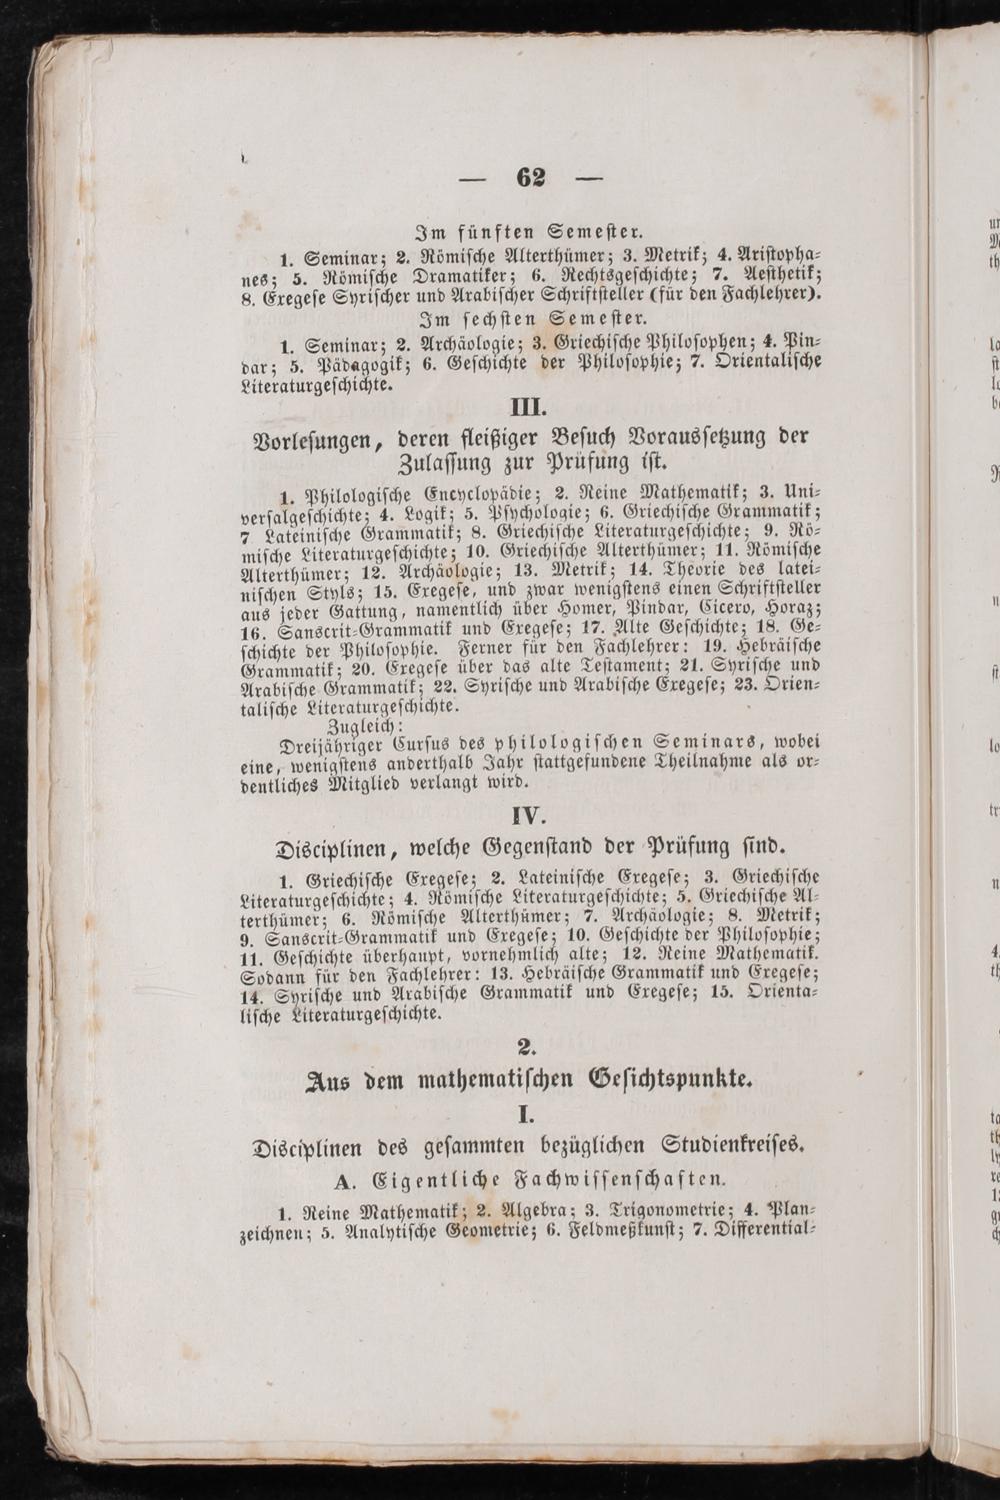 — 62 —
Im fünften Semester.
1. Seminar; 2. Römische Alterthümer; 3. Metrik; 4. Aristopha-
nes; 5. Römische Dramatiker; 6. Rechtsgeschichte; 7. Aesthetik;
8. Exegese Syrischer und Arabischer Schriftsteller (für den Fachlehrer).
Im sechsten Semester.
1. Seminar; 2. Archäologie; 3. Griechische Philosophen; 4. Pin-
dar; 5. Pädagogik; 6. Geschichte der Philosophie; 7. Orientalische
Literaturgeschichte.
III.
Vorlesungen, deren fleißiger Besuch Voraussetzung der
Zulassung zur Prüfung ist.
1. Philologische Encyclopädie; 2. Reine Mathematik; 3. Uni-
versalgeschichte; 4. Logik; 5. Psychologie; 6. Griechische Grammatik;
7 Lateinische Grammatik; 8. Griechische Literaturgeschichte; 9. Rö-
mische Literaturgeschichte; 10. Griechische Alterthümer; 11. Römische
Alterthümer; 12. Archäologie; 13. Metrik; 14. Theorie des latei-
nischen Styls; 15. Exegese, und zwar wenigstens einen Schriftsteller
aus jeder Gattung, namentlich über Homer, Pindar, Cicero, Horaz;
16. Sanscrit-Grammatik und Exegese; 17. Alte Geschichte; 18. Ge-
schichte der Philosophie. Ferner für den Fachlehrer: 19. Hebräische
Grammatik; 20. Exegese über das alte Testament; 21. Syrische und
Arabische Grammatik; 22. Syrische und Arabische Exegese; 23. Orien-
talische Literaturgeschichte.
Zugleich:
Dreijähriger Cursus des philologischen Seminars, wobei
eine, wenigstens anderthalb Jahr stattgefundene Theilnahme als or-
dentliches Mitglied verlangt wird.
IV.
Disciplinen, welche Gegenstand der Prüfung sind.
1. Griechische Exegese; 2. Lateinische Exegese; 3. Griechische
Literaturgeschichte; 4. Römische Literaturgeschichte; 5. Griechische Al-
terthümer; 6. Römische Alterthümer; 7. Archäologie; 8. Metrik;
9. Sanscrit-Grammatik und Exegese; 10. Geschichte der Philosophie;
11. Geschichte überhaupt, vornehmlich alte; 12. Reine Mathematik.
Sodann für den Fachlehrer: 13. Hebräische Grammatik und Exegese;
14. Syrische und Arabische Grammatik und Exegese; 15. Orienta-
lische Literaturgeschichte.
2.
Aus dem mathematischen Gesichtspunkte.
I.
Disciplinen des gesammten bezüglichen Studienkreises.
A. Eigentliche Fachwissenschaften.
1. Reine Mathematik; 2. Algebra; 3. Trigonometrie; 4. Plan-
zeichnen; 5. Analytische Geometrie; 6. Feldmeßkunst; 7. Differential-